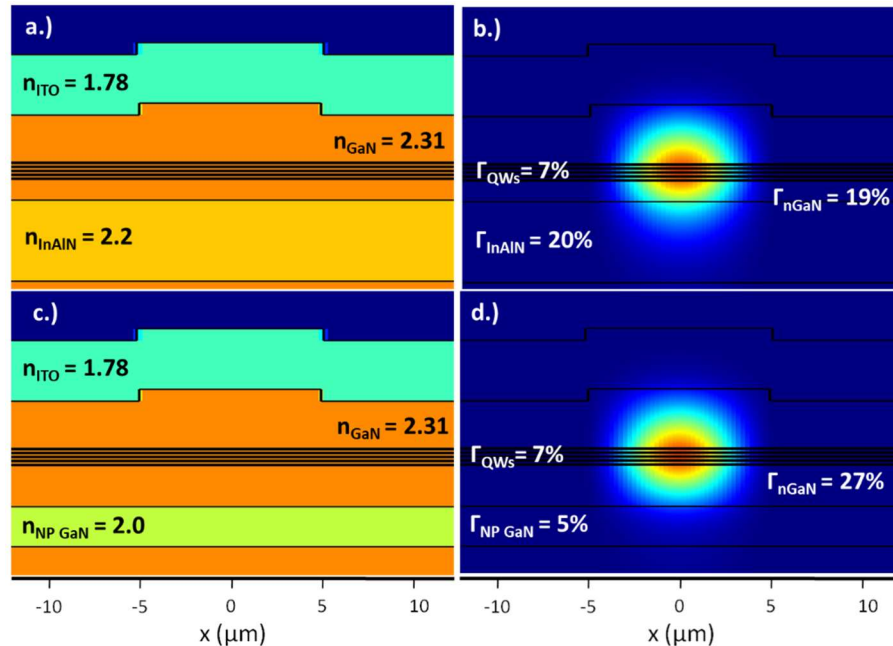 a.)
n_ITO = 1.78
n_GaN = 2.31
n_InAlN = 2.2
b.)
Γ_QWs = 7%
Γ_nGaN = 19%
Γ_InAlN = 20%
c.)
n_ITO = 1.78
n_GaN = 2.31
n_NP GaN = 2.0
d.)
Γ_QWs = 7%
Γ_nGaN = 27%
Γ_NP GaN = 5%
-10 -5 0 5 10
x (μm)
-10 -5 0 5 10
x (μm)